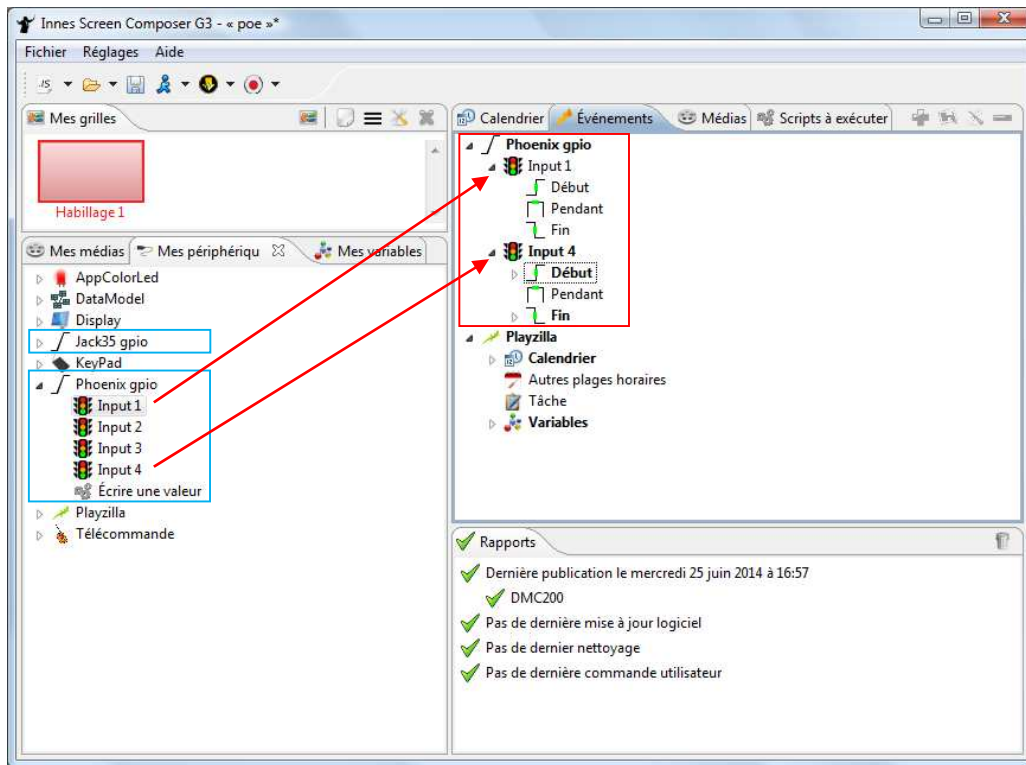 Innes Screen Composer G3 - « poe »*
Fichier Réglages Aide
JS
Mes grilles
Habillage 1
Mes médias Mes périphériqu Mes variables
AppColorLed
DataModel
Display
Jack35 gpio
KeyPad
Phoenix gpio
Input 1
Input 2
Input 3
Input 4
Écrire une valeur
Playzilla
Télécommande
Calendrier Événements Médias Scripts à exécuter
Phoenix gpio
Input 1
Début
Pendant
Fin
Input 4
Début
Pendant
Fin
Playzilla
Calendrier
Autres plages horaires
Tâche
Variables
Rapports
Dernière publication le mercredi 25 juin 2014 à 16:57
DMC200
Pas de dernière mise à jour logiciel
Pas de dernier nettoyage
Pas de dernière commande utilisateur